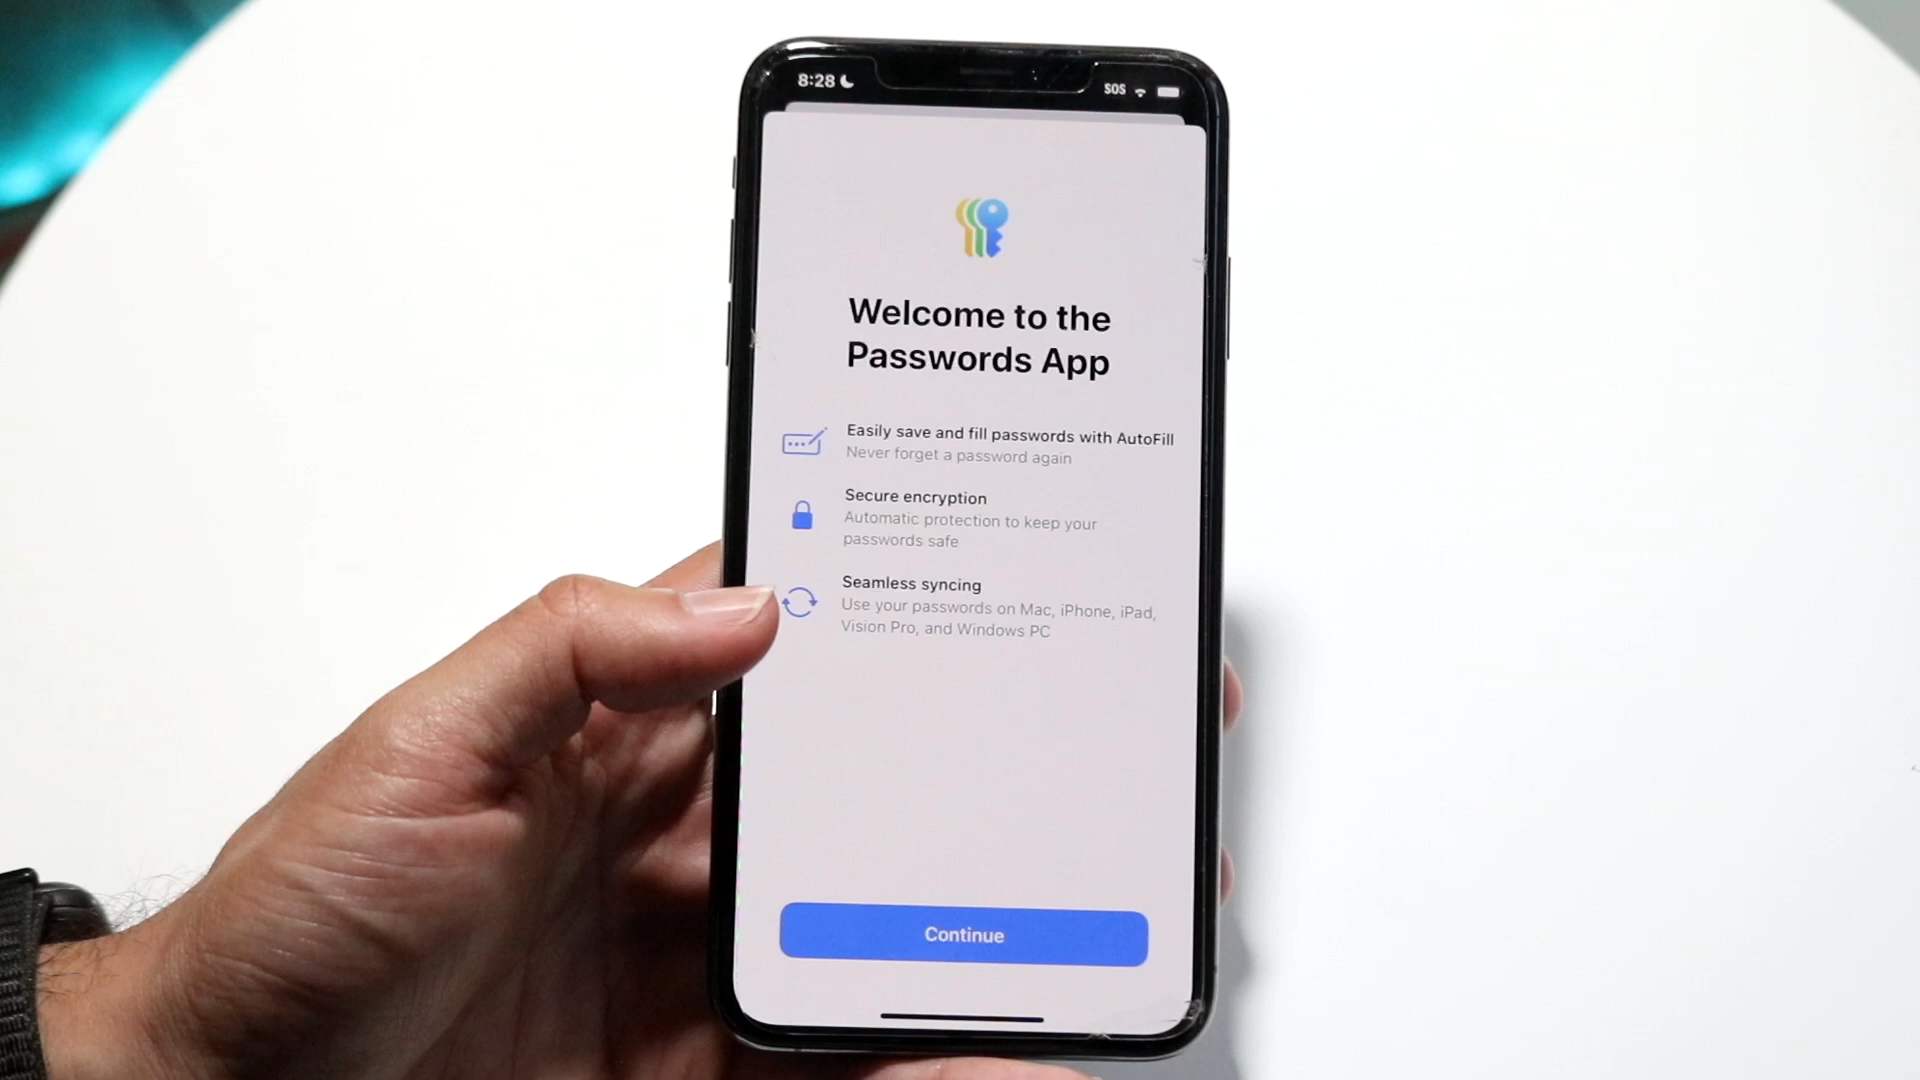 8:28
SOS
Welcome to the
Passwords App
Easily save and fill passwords with AutoFill
Never forget a password again
Secure encryption
Automatic protection to keep your
passwords safe
Seamless syncing
Use your passwords on Mac, iPhone, iPad,
Vision Pro, and Windows PC
Continue